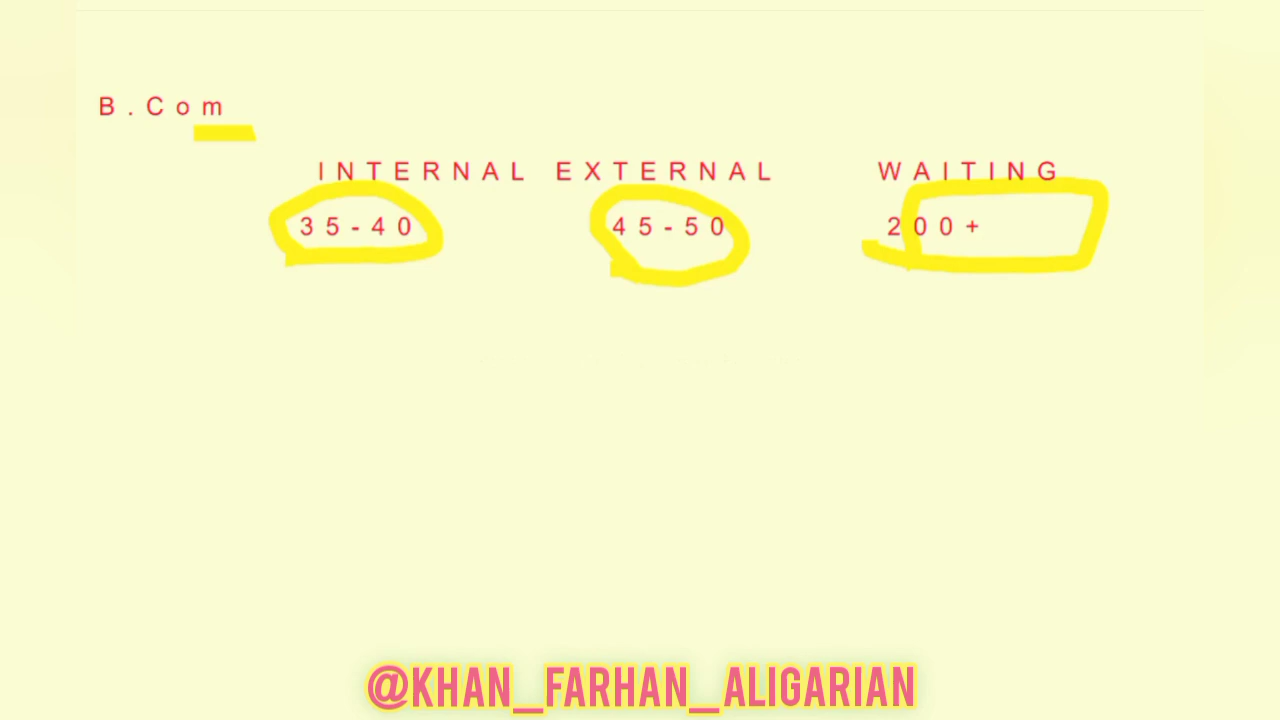 B.Com
INTERNAL EXTERNAL WAITING
35-40 45-50 200+
@KHAN_FARHAN_ALIGARIAN